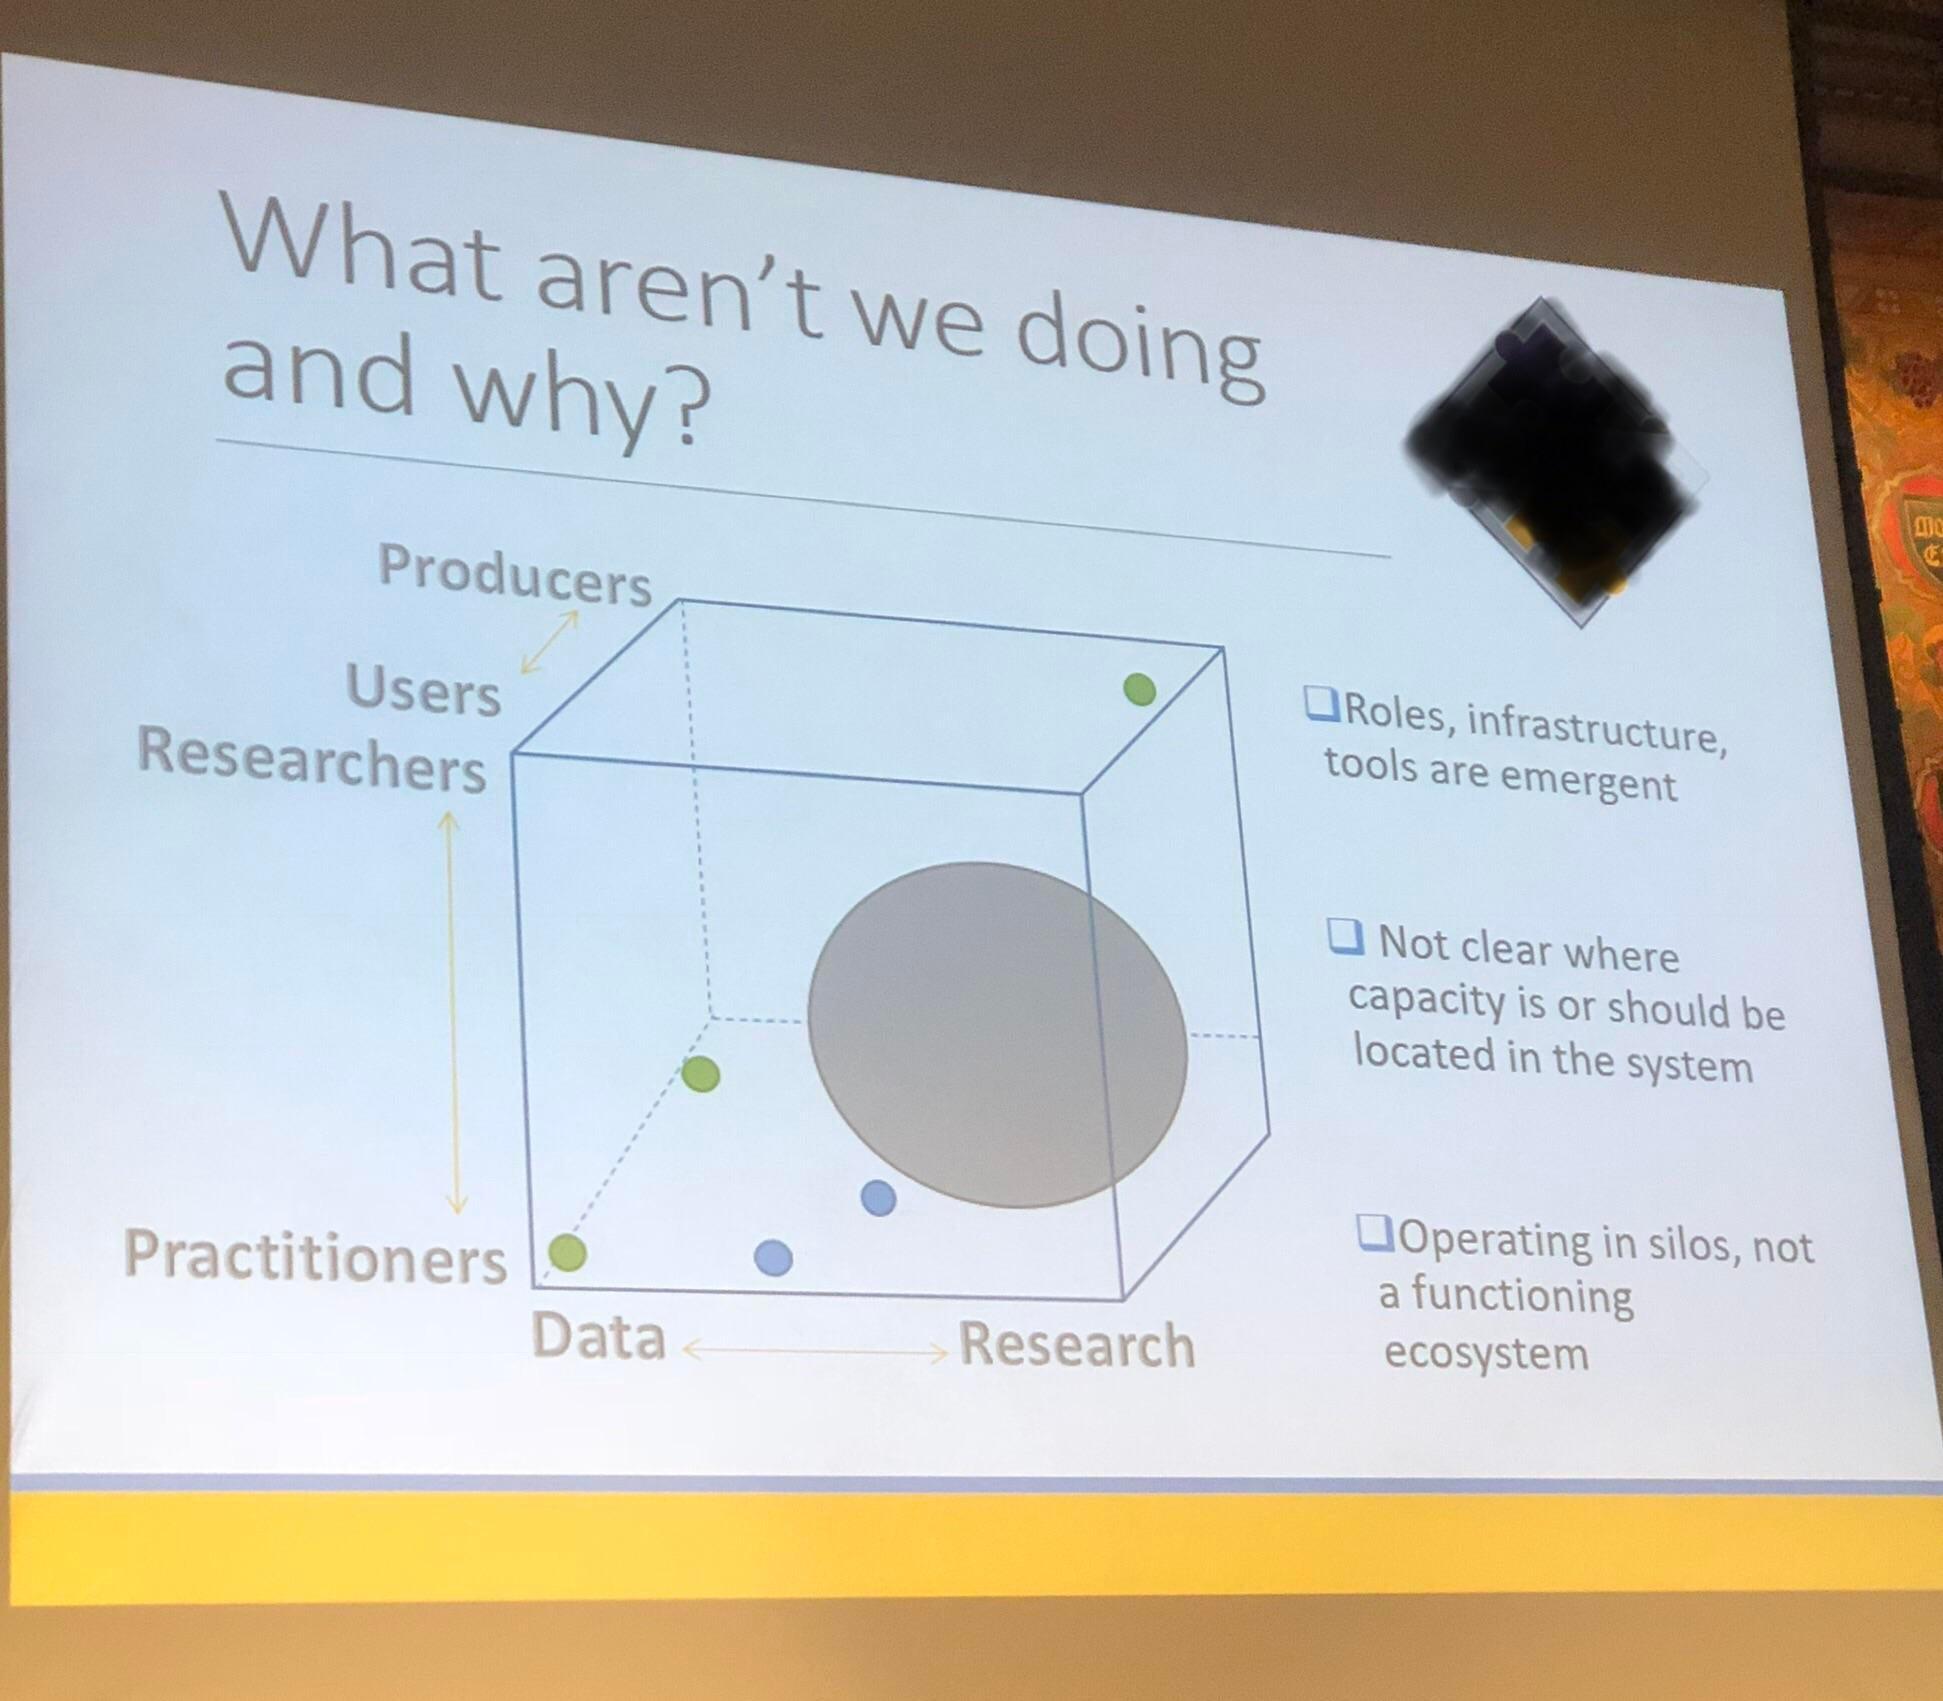 What aren't we doing
and why?
Producers
Users
Researchers
Practitioners
Data
Research
Roles, infrastructure,
tools are emergent
Not clear where
capacity is or should be
located in the system
Operating in silos, not
a functioning
ecosystem